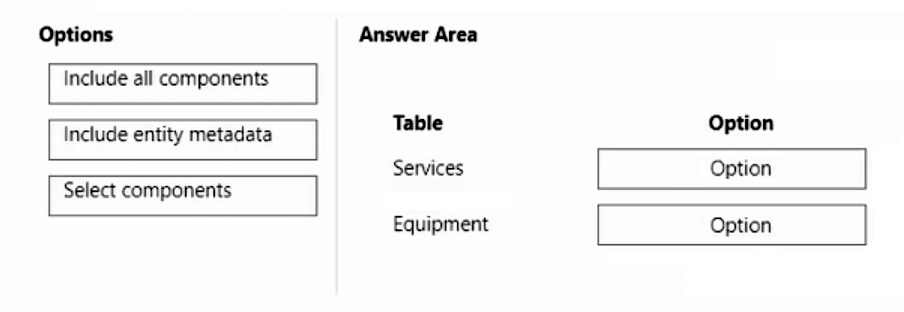 Options
Include all components
Include entity metadata
Select components
Answer Area
Table Option
Services Option
Equipment Option